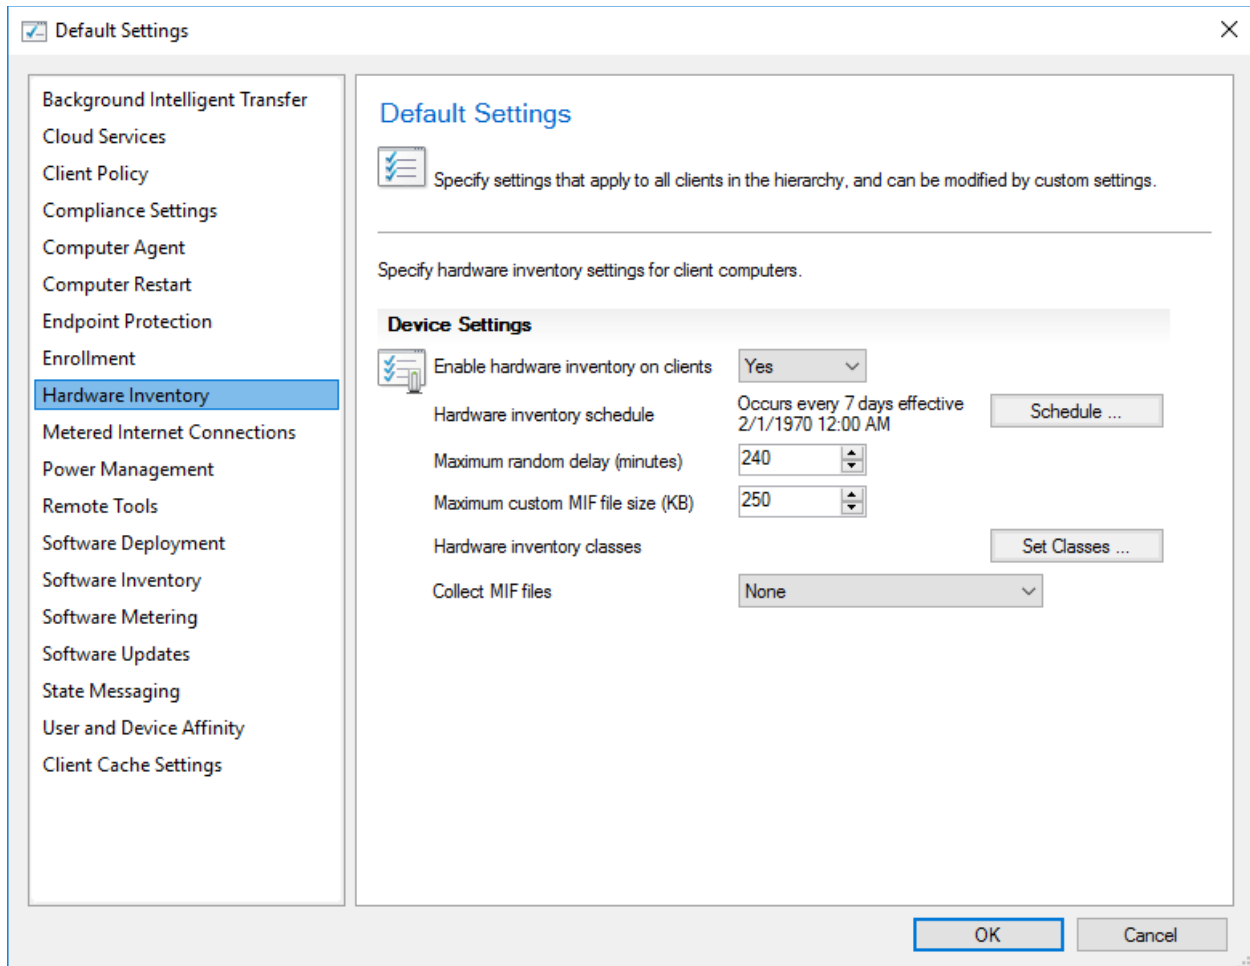 Default Settings
Background Intelligent Transfer
Cloud Services
Client Policy
Compliance Settings
Computer Agent
Computer Restart
Endpoint Protection
Enrollment
Hardware Inventory
Metered Internet Connections
Power Management
Remote Tools
Software Deployment
Software Inventory
Software Metering
Software Updates
State Messaging
User and Device Affinity
Client Cache Settings
Default Settings
Specify settings that apply to all clients in the hierarchy, and can be modified by custom settings.
Specify hardware inventory settings for client computers.
Device Settings
Enable hardware inventory on clients Yes
Hardware inventory schedule Occurs every 7 days effective
2/1/1970 12:00 AM Schedule ...
Maximum random delay (minutes) 240
Maximum custom MIF file size (KB) 250
Hardware inventory classes Set Classes ...
Collect MIF files None
OK Cancel